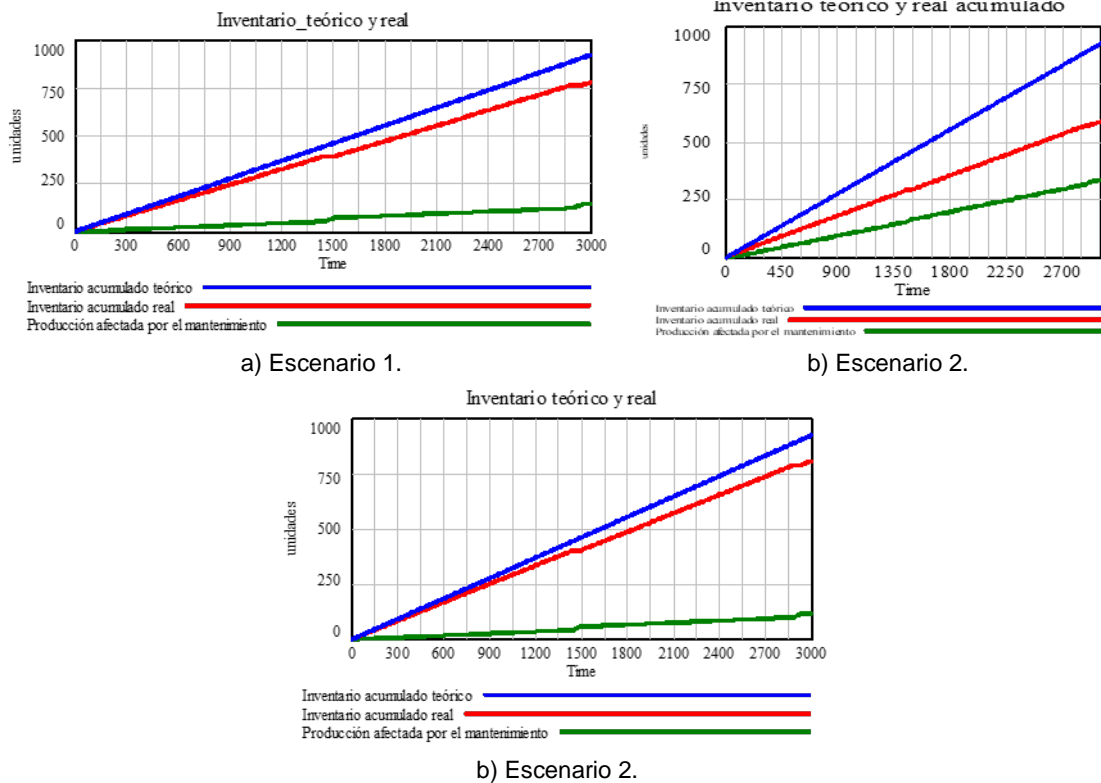 Inventario_teórico y real
1000
750
500
250
0
unidades
0 300 600 900 1200 1500 1800 2100 2400 2700 3000
Time
Inventario acumulado teórico
Inventario acumulado real
Producción afectada por el mantenimiento
a) Escenario 1.
Inventario teórico y real acumulado
1000
750
500
250
0
unidades
0 450 900 1350 1800 2250 2700
Time
Inventario acumulado teórico
Inventario acumulado real
Producción afectada por el mantenimiento
b) Escenario 2.
Inventario teórico y real
1000
750
500
250
0
unidades
0 300 600 900 1200 1500 1800 2100 2400 2700 3000
Time
Inventario acumulado teórico
Inventario acumulado real
Producción afectada por el mantenimiento
b) Escenario 2.